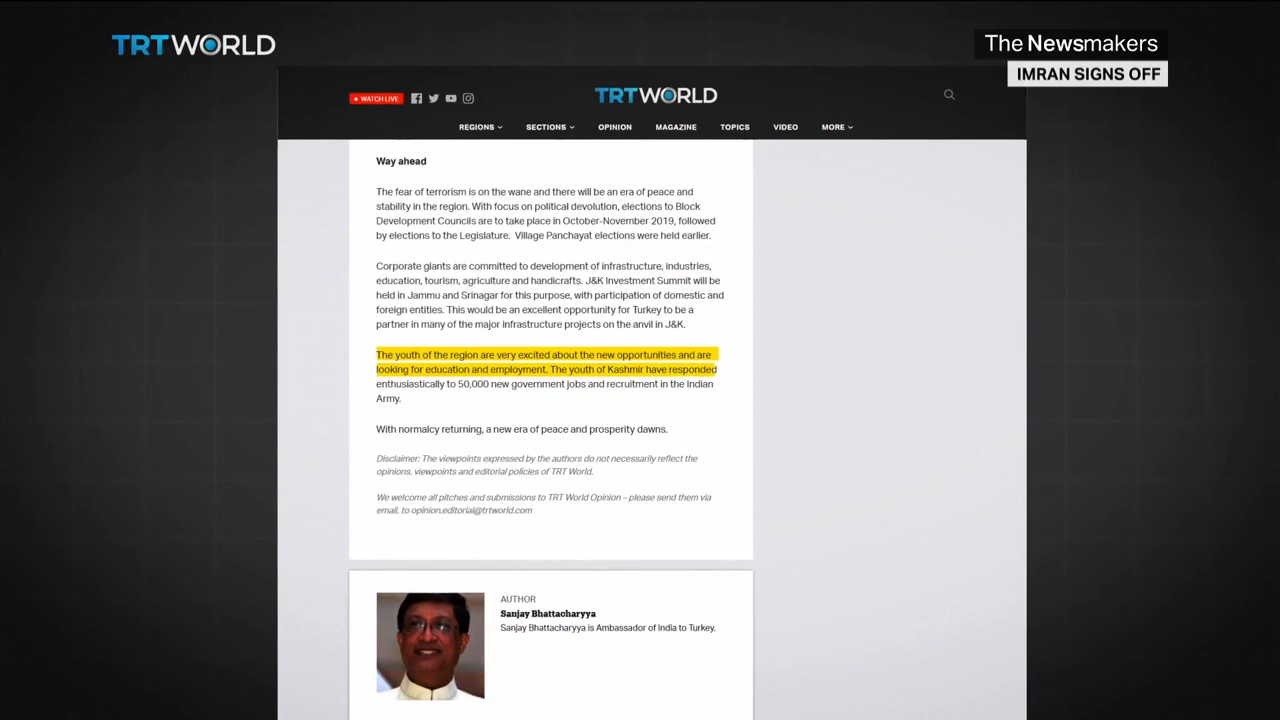 TRT WORLD
The Newsmakers
IMRAN SIGNS OFF
WATCH LIVE
TRT WORLD
REGIONS SECTIONS OPINION MAGAZINE TOPICS VIDEO MORE
Way ahead
The fear of terrorism is on the wane and there will be an era of peace and
stability in the region. With focus on political devolution, elections to Block
Development Councils are to take place in October-November 2019, followed
by elections to the Legislature. Village Panchayat elections were held earlier.
Corporate giants are committed to development of infrastructure, industries,
education, tourism, agriculture and handicrafts. J&K Investment Summit will be
held in Jammu and Srinagar for this purpose, with participation of domestic and
foreign entities. This would be an excellent opportunity for Turkey to be a
partner in many of the major infrastructure projects on the anvil in J&K.
The youth of the region are very excited about the new opportunities and are
looking for education and employment. The youth of Kashmir have responded
enthusiastically to 50,000 new government jobs and recruitment in the Indian
Army.
With normalcy returning, a new era of peace and prosperity dawns.
Disclaimer: The viewpoints expressed by the authors do not necessarily reflect the
opinions, viewpoints and editorial policies of TRT World.
We welcome all pitches and submissions to TRT World Opinion – please send them via
email, to opinion.editorial@trtworld.com
AUTHOR
Sanjay Bhattacharyya
Sanjay Bhattacharyya is Ambassador of India to Turkey.